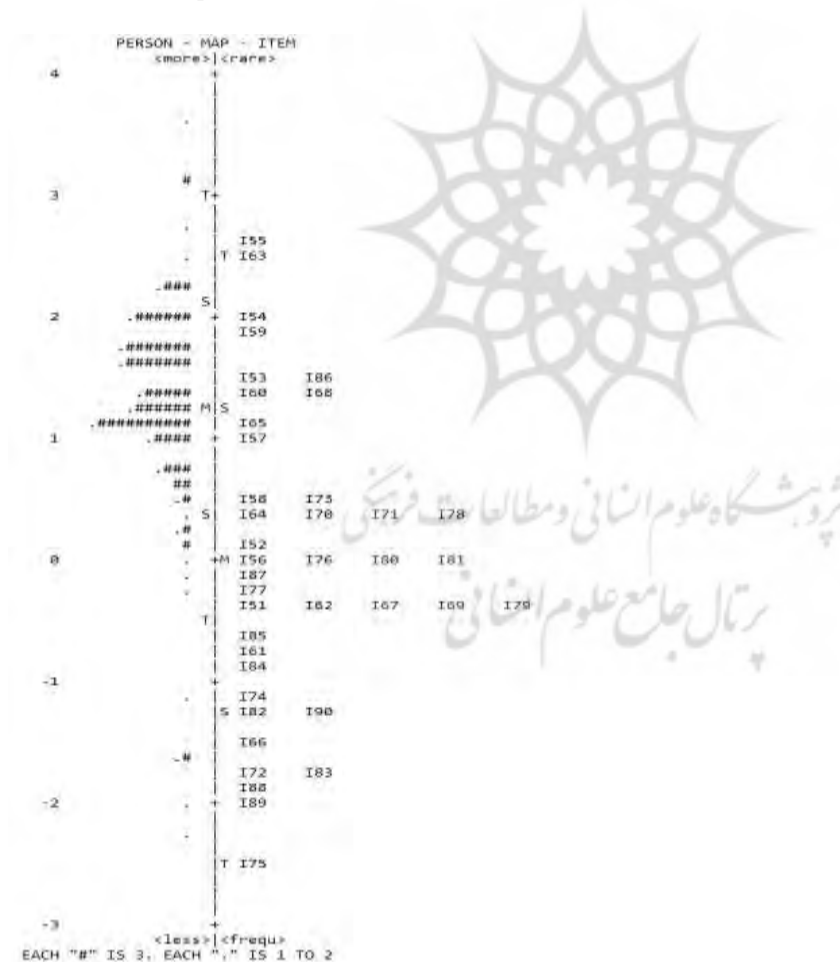 PERSON - MAP - ITEM
<more>|<rare>
4 +
|
|
|
. |
|
|
|
# |
3 T+
|
. |
| I55
. |T I63
|
.### |
S|
2 .###### + I54
| I59
.####### |
.####### |
| I53 I86
.##### | I60 I68
.###### M|S
.########## | I65
1 .#### + I57
|
.### |
## |
.# | I58 I73
S| I64 I70 I71 I78
.# |
# | I52
0 . +M I56 I76 I80 I81
. | I87
. | I77
| I51 I62 I67 I69 I79
T|
| I85
| I61
| I84
-1 +
. | I74
|S I82 I90
|
| I66
.# |
| I72 I83
| I88
-2 . + I89
|
. |
|
|T I75
|
|
|
|
-3 +
<less>|<frequ>
EACH "#" IS 3. EACH "." IS 1 TO 2
پژوهشگاه علوم انسانی و مطالعات فرهنگی
پرتال جامع علوم انسانی